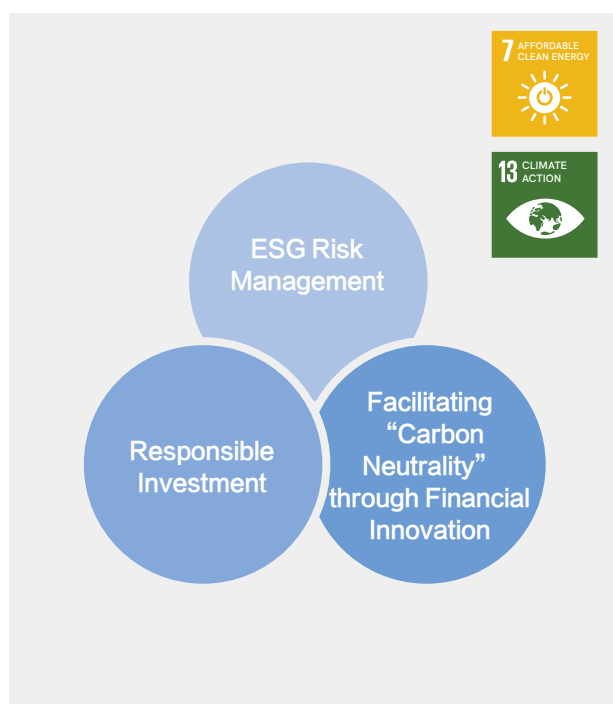 7 AFFORDABLE
CLEAN ENERGY
13 CLIMATE
ACTION
ESG Risk
Management
Responsible
Investment
Facilitating
“Carbon
Neutrality”
through Financial
Innovation